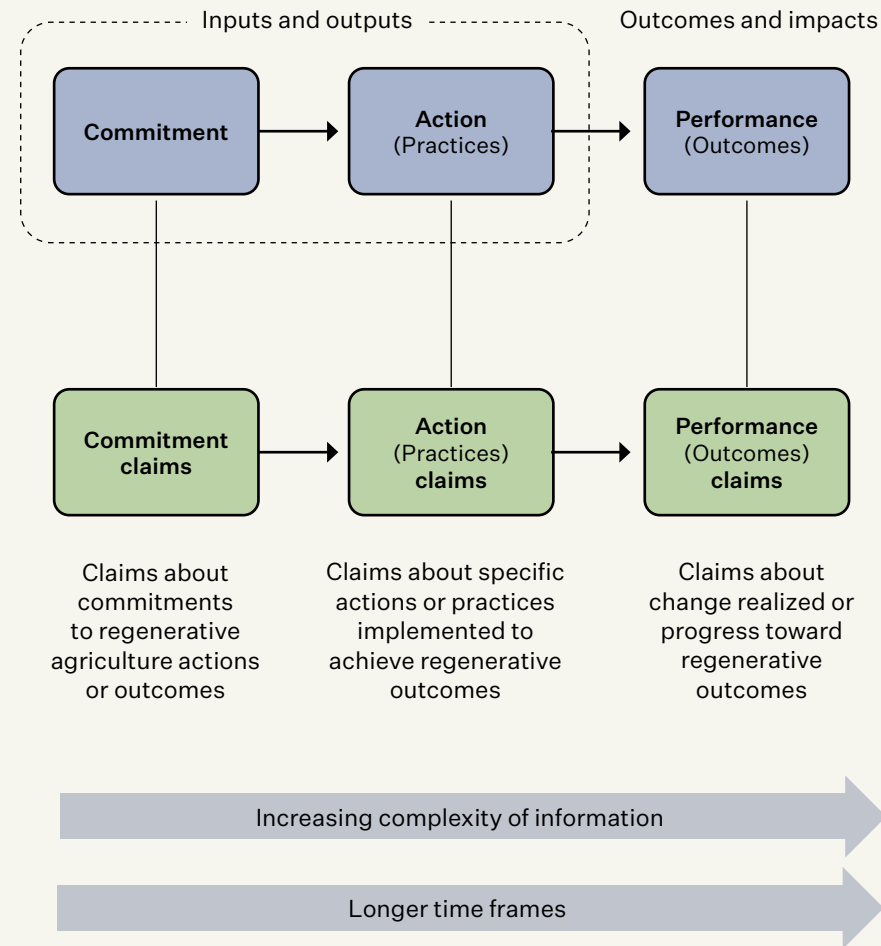 Inputs and outputs
Outcomes and impacts
Commitment
Action
(Practices)
Performance
(Outcomes)
Commitment
claims
Action
(Practices)
claims
Performance
(Outcomes)
claims
Claims about
commitments
to regenerative
agriculture actions
or outcomes
Claims about specific
actions or practices
implemented to
achieve regenerative
outcomes
Claims about
change realized or
progress toward
regenerative
outcomes
Increasing complexity of information
Longer time frames